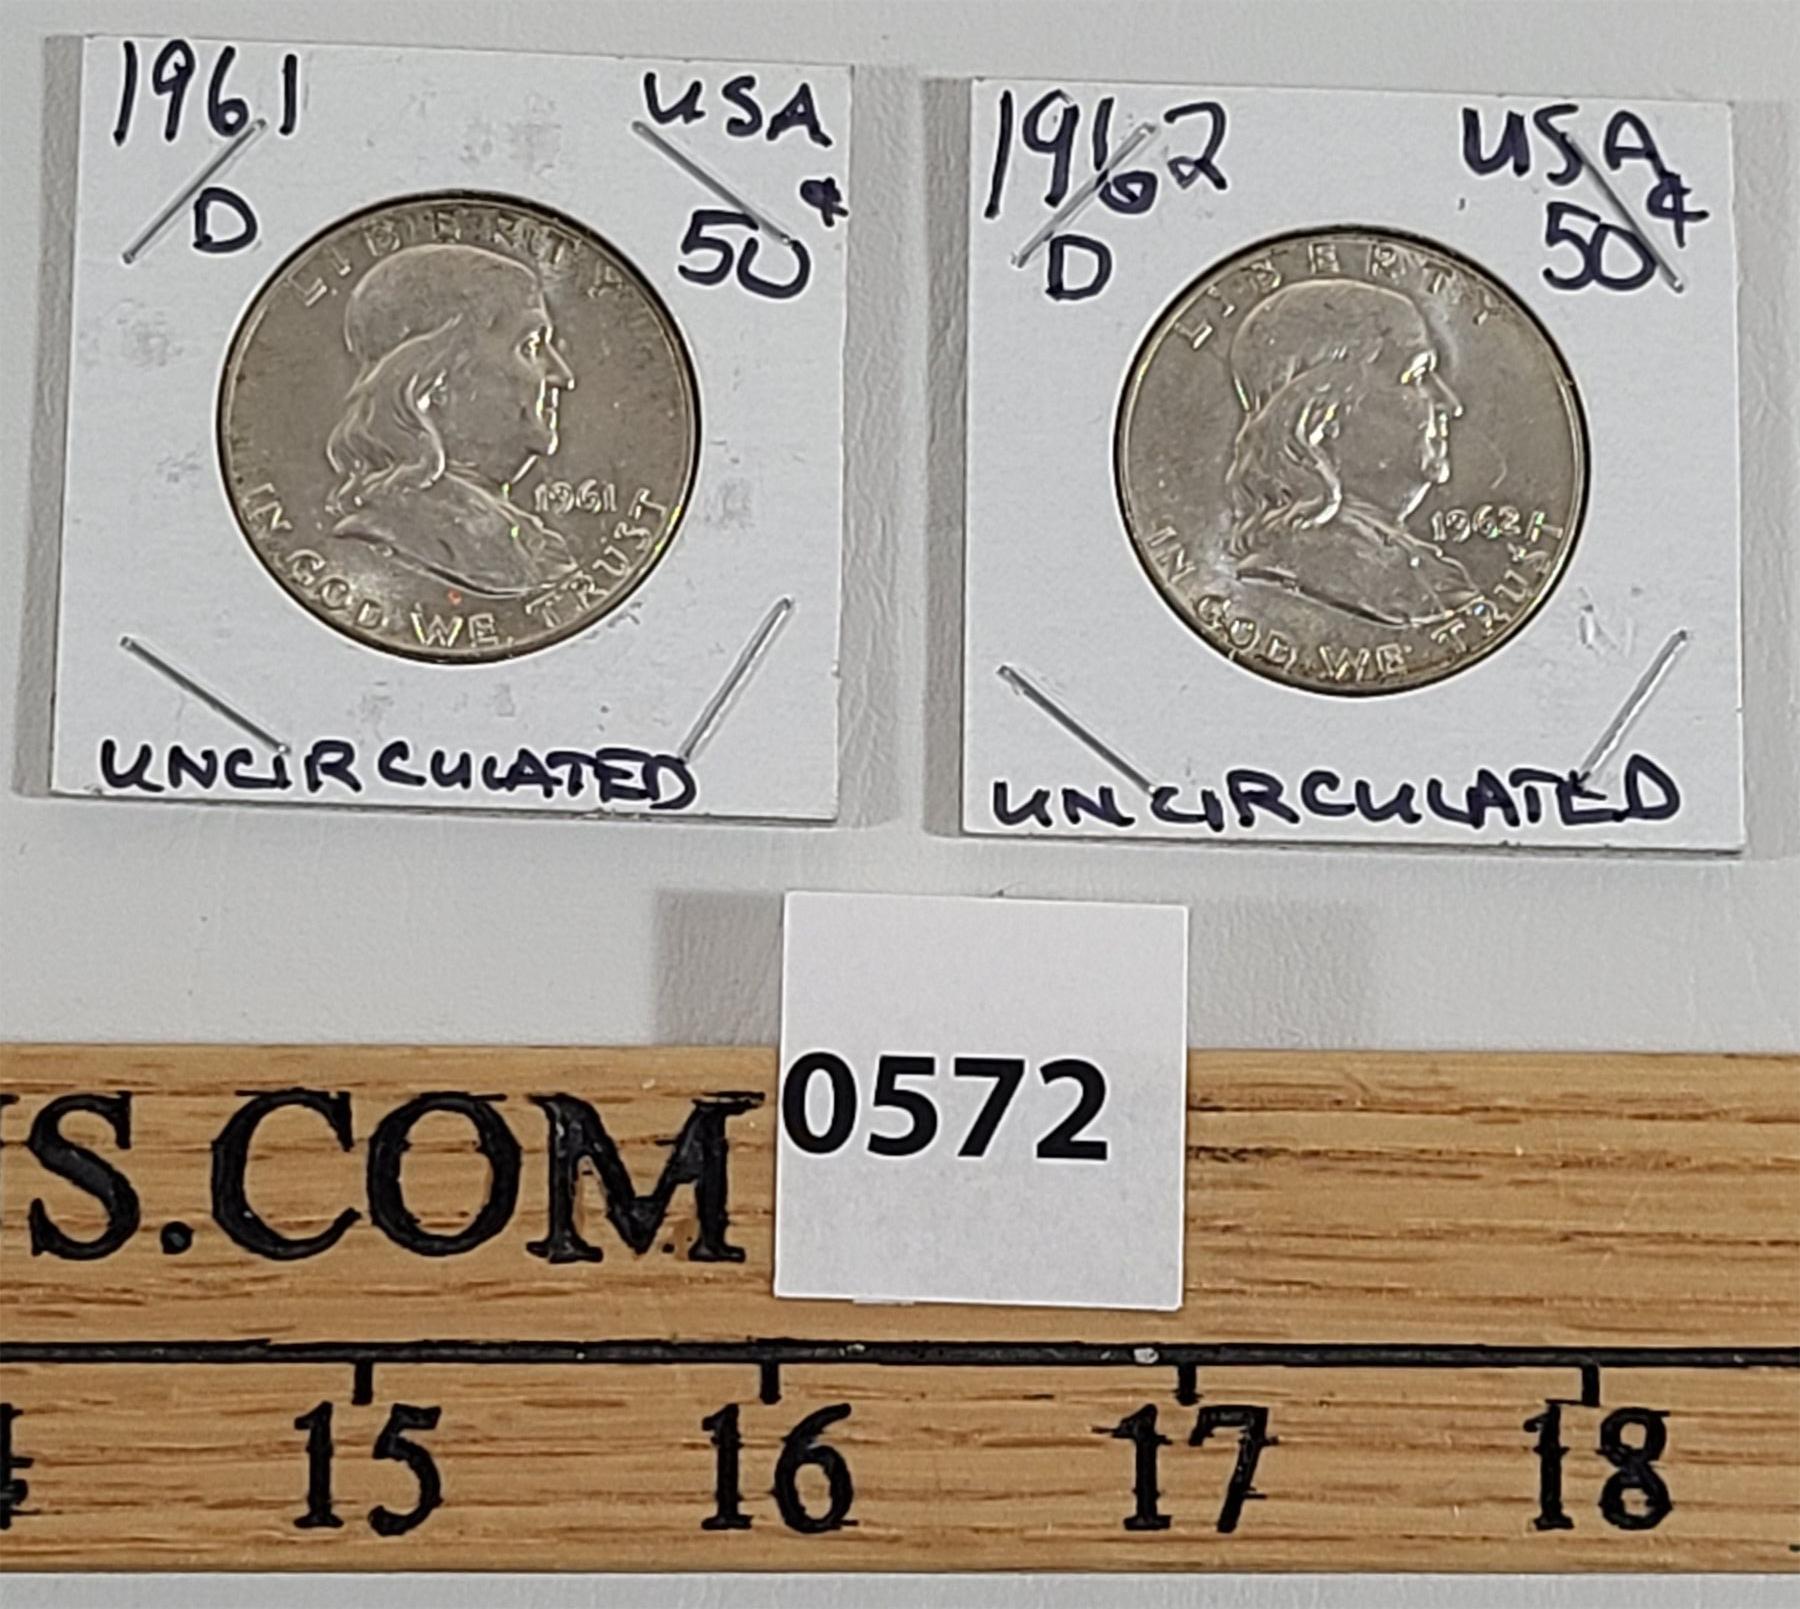 1961 USA
D 50¢
LIBERTY
1961
IN GOD WE TRUST
UNCIRCULATED
1962 USA
D 50¢
LIBERTY
1962
IN GOD WE TRUST
UNCIRCULATED
0572
S.COM
15 16 17 18